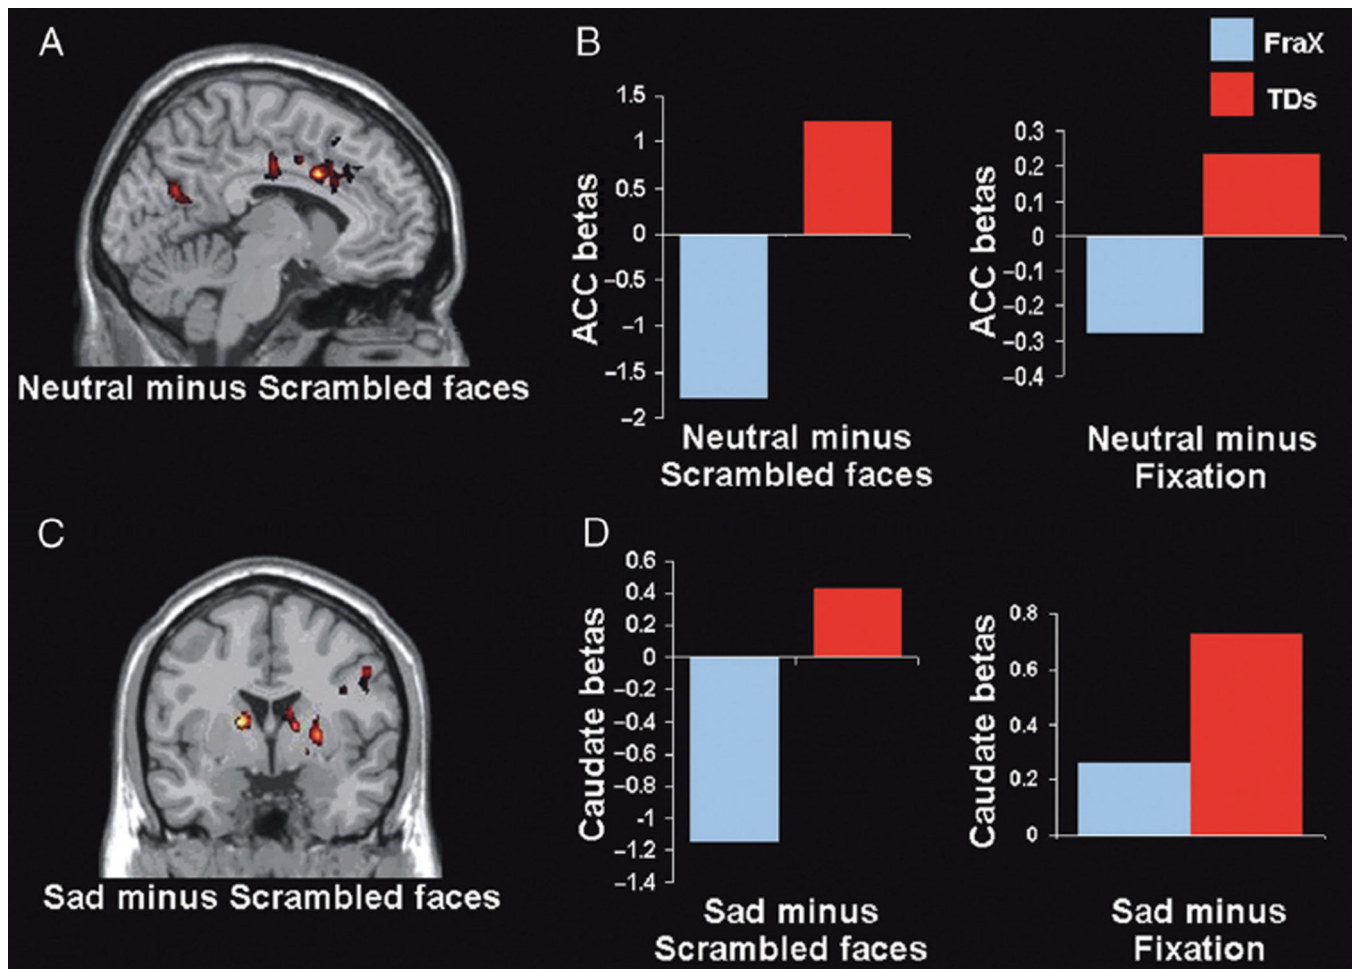 A
B
FraX
TDs
1.5
1
0.5
0
–0.5
–1
–1.5
–2
ACC betas
Neutral minus
Scrambled faces
0.3
0.2
0.1
0
–0.1
–0.2
–0.3
–0.4
ACC betas
Neutral minus
Fixation
Neutral minus Scrambled faces
C
D
0.6
0.4
0.2
0
–0.2
–0.4
–0.6
–0.8
-1
–1.2
–1.4
Caudate betas
Sad minus
Scrambled faces
0.8
0.6
0.4
0.2
0
Caudate betas
Sad minus
Fixation
Sad minus Scrambled faces